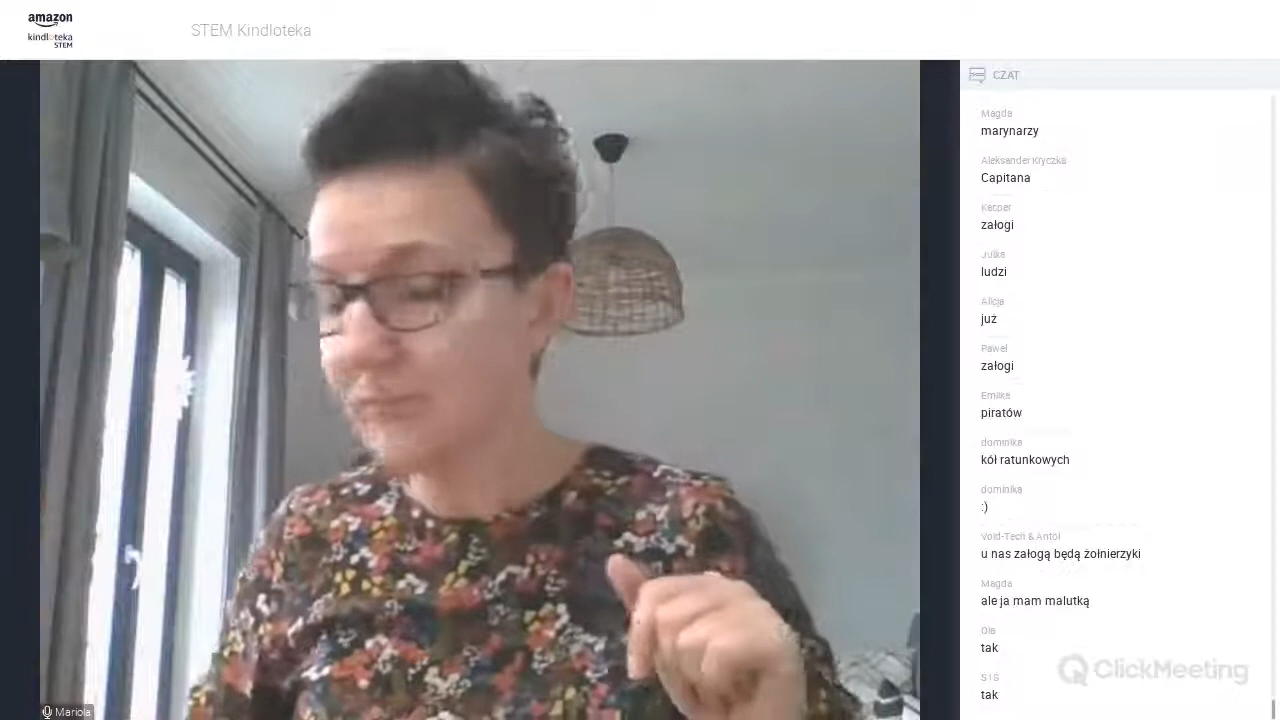 amazon
kindloteka
STEM
STEM Kindloteka
CZAT
Magda
marynarzy
Aleksander Kryczka
Capitana
Kacper
załogi
Julka
ludzi
Alicja
już
Paweł
załogi
Emilka
piratów
dominika
kół ratunkowych
dominika
:)
Void-Tech & Antoś
u nas załogą będą żołnierzyki
Magda
ale ja mam malutką
Ola
tak
tak
ClickMeeting
Mariola